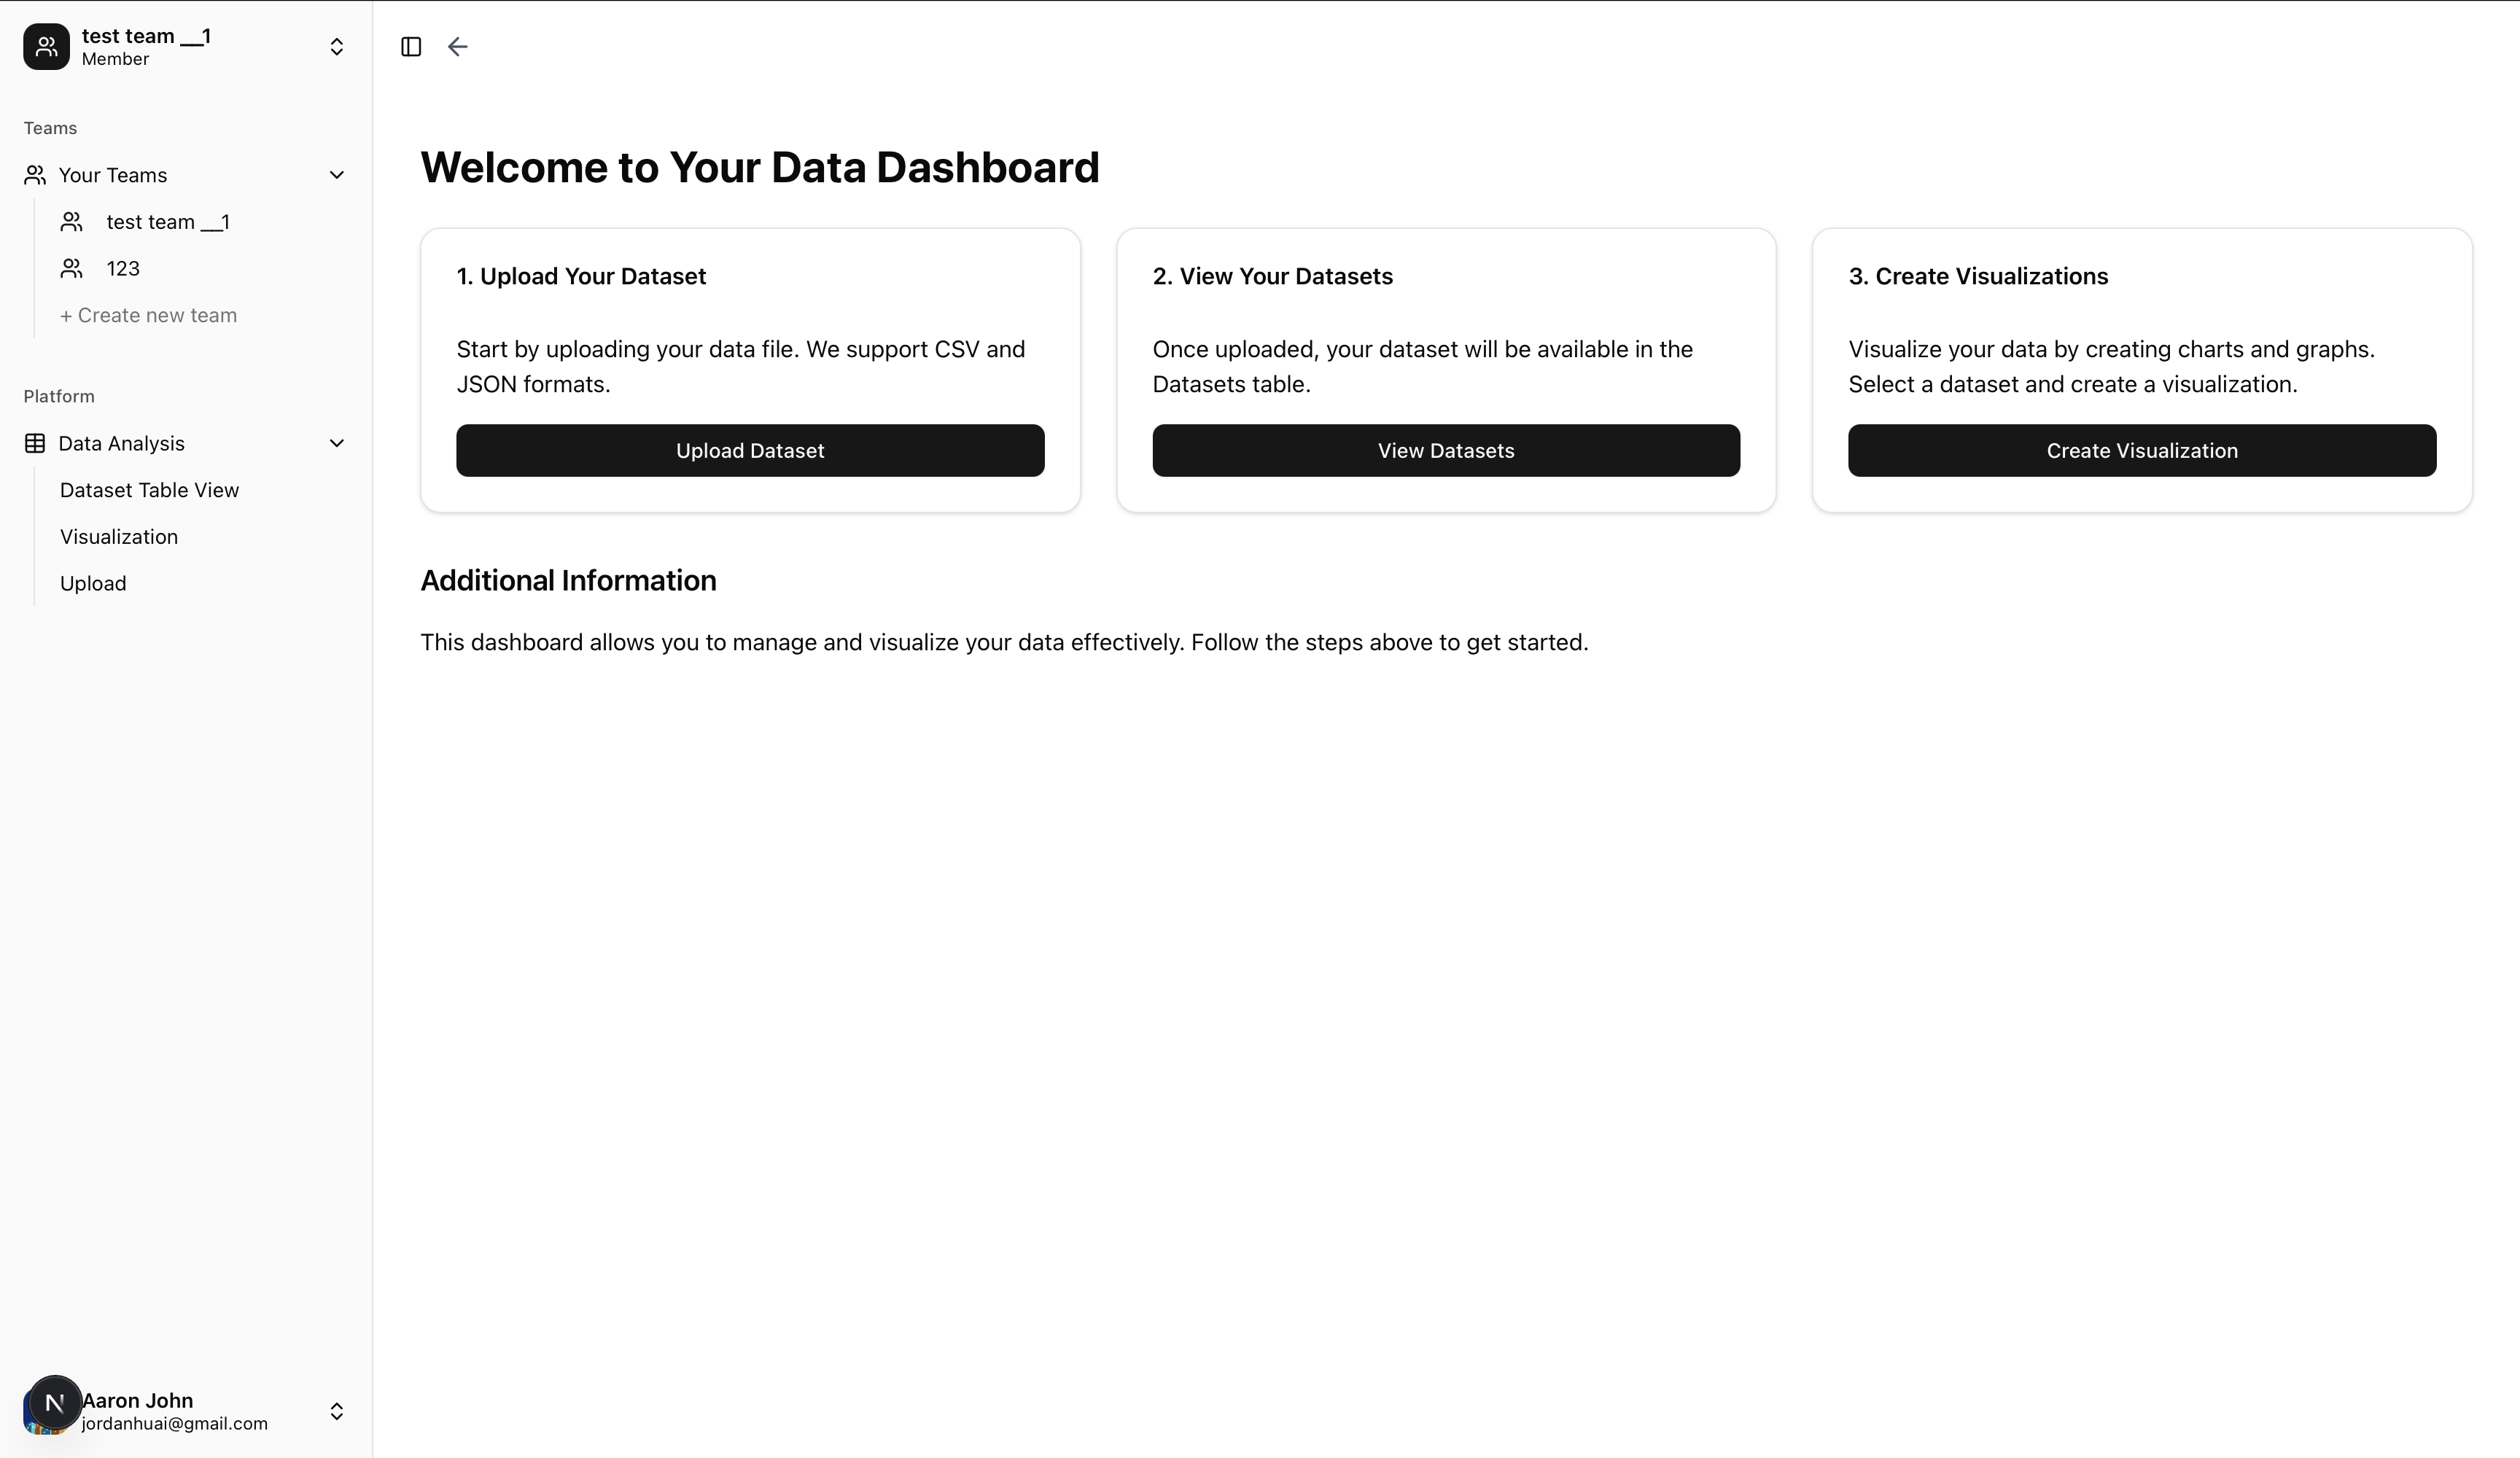 test team __1
Member
Teams
Your Teams
test team __1
123
+ Create new team
Platform
Data Analysis
Dataset Table View
Visualization
Upload
N
Aaron John
jordanhuai@gmail.com
Welcome to Your Data Dashboard
1. Upload Your Dataset
Start by uploading your data file. We support CSV and
JSON formats.
Upload Dataset
2. View Your Datasets
Once uploaded, your dataset will be available in the
Datasets table.
View Datasets
3. Create Visualizations
Visualize your data by creating charts and graphs.
Select a dataset and create a visualization.
Create Visualization
Additional Information
This dashboard allows you to manage and visualize your data effectively. Follow the steps above to get started.